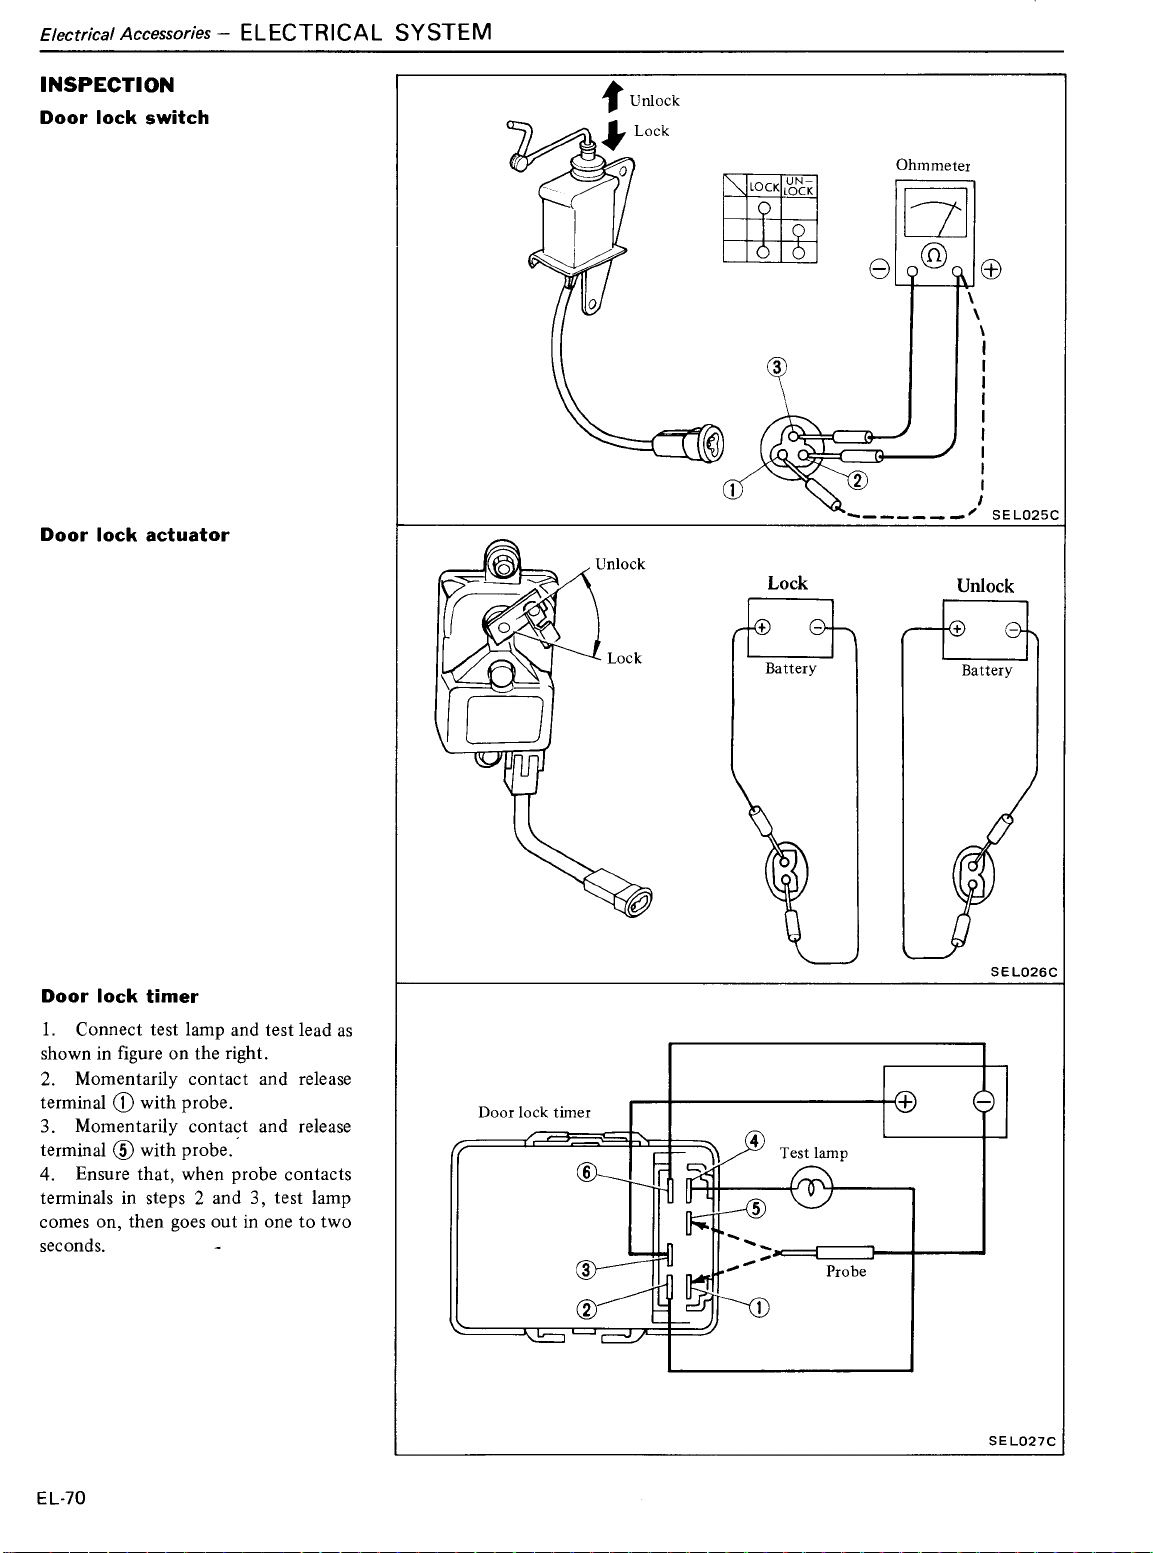 Electrical Accessories — ELECTRICAL SYSTEM
INSPECTION
Door lock switch
Unlock
Lock
LOCK
UN-
LOCK
Ohmmeter
Ω
⊖
⊕
③
①
②
SEL025C
Door lock actuator
Unlock
Lock
Lock
⊕ ⊖
Battery
Unlock
⊕ ⊖
Battery
SEL026C
Door lock timer
1. Connect test lamp and test lead as
shown in figure on the right.
2. Momentarily contact and release
terminal ① with probe.
3. Momentarily contact and release
terminal ⑤ with probe.
4. Ensure that, when probe contacts
terminals in steps 2 and 3, test lamp
comes on, then goes out in one to two
seconds.
Door lock timer
⊕ ⊖
④
Test lamp
⑥
⑤
③
Probe
②
①
SEL027C
EL-70